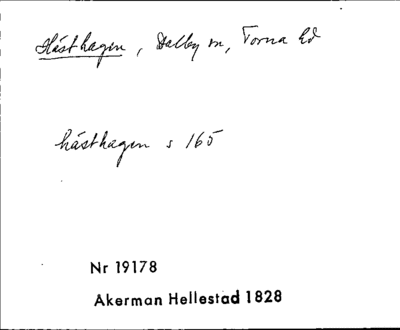 Hästhagen, Dalby sn, Torna hd
hästhagen s 165
Nr 19178
Akerman Hellestad 1828